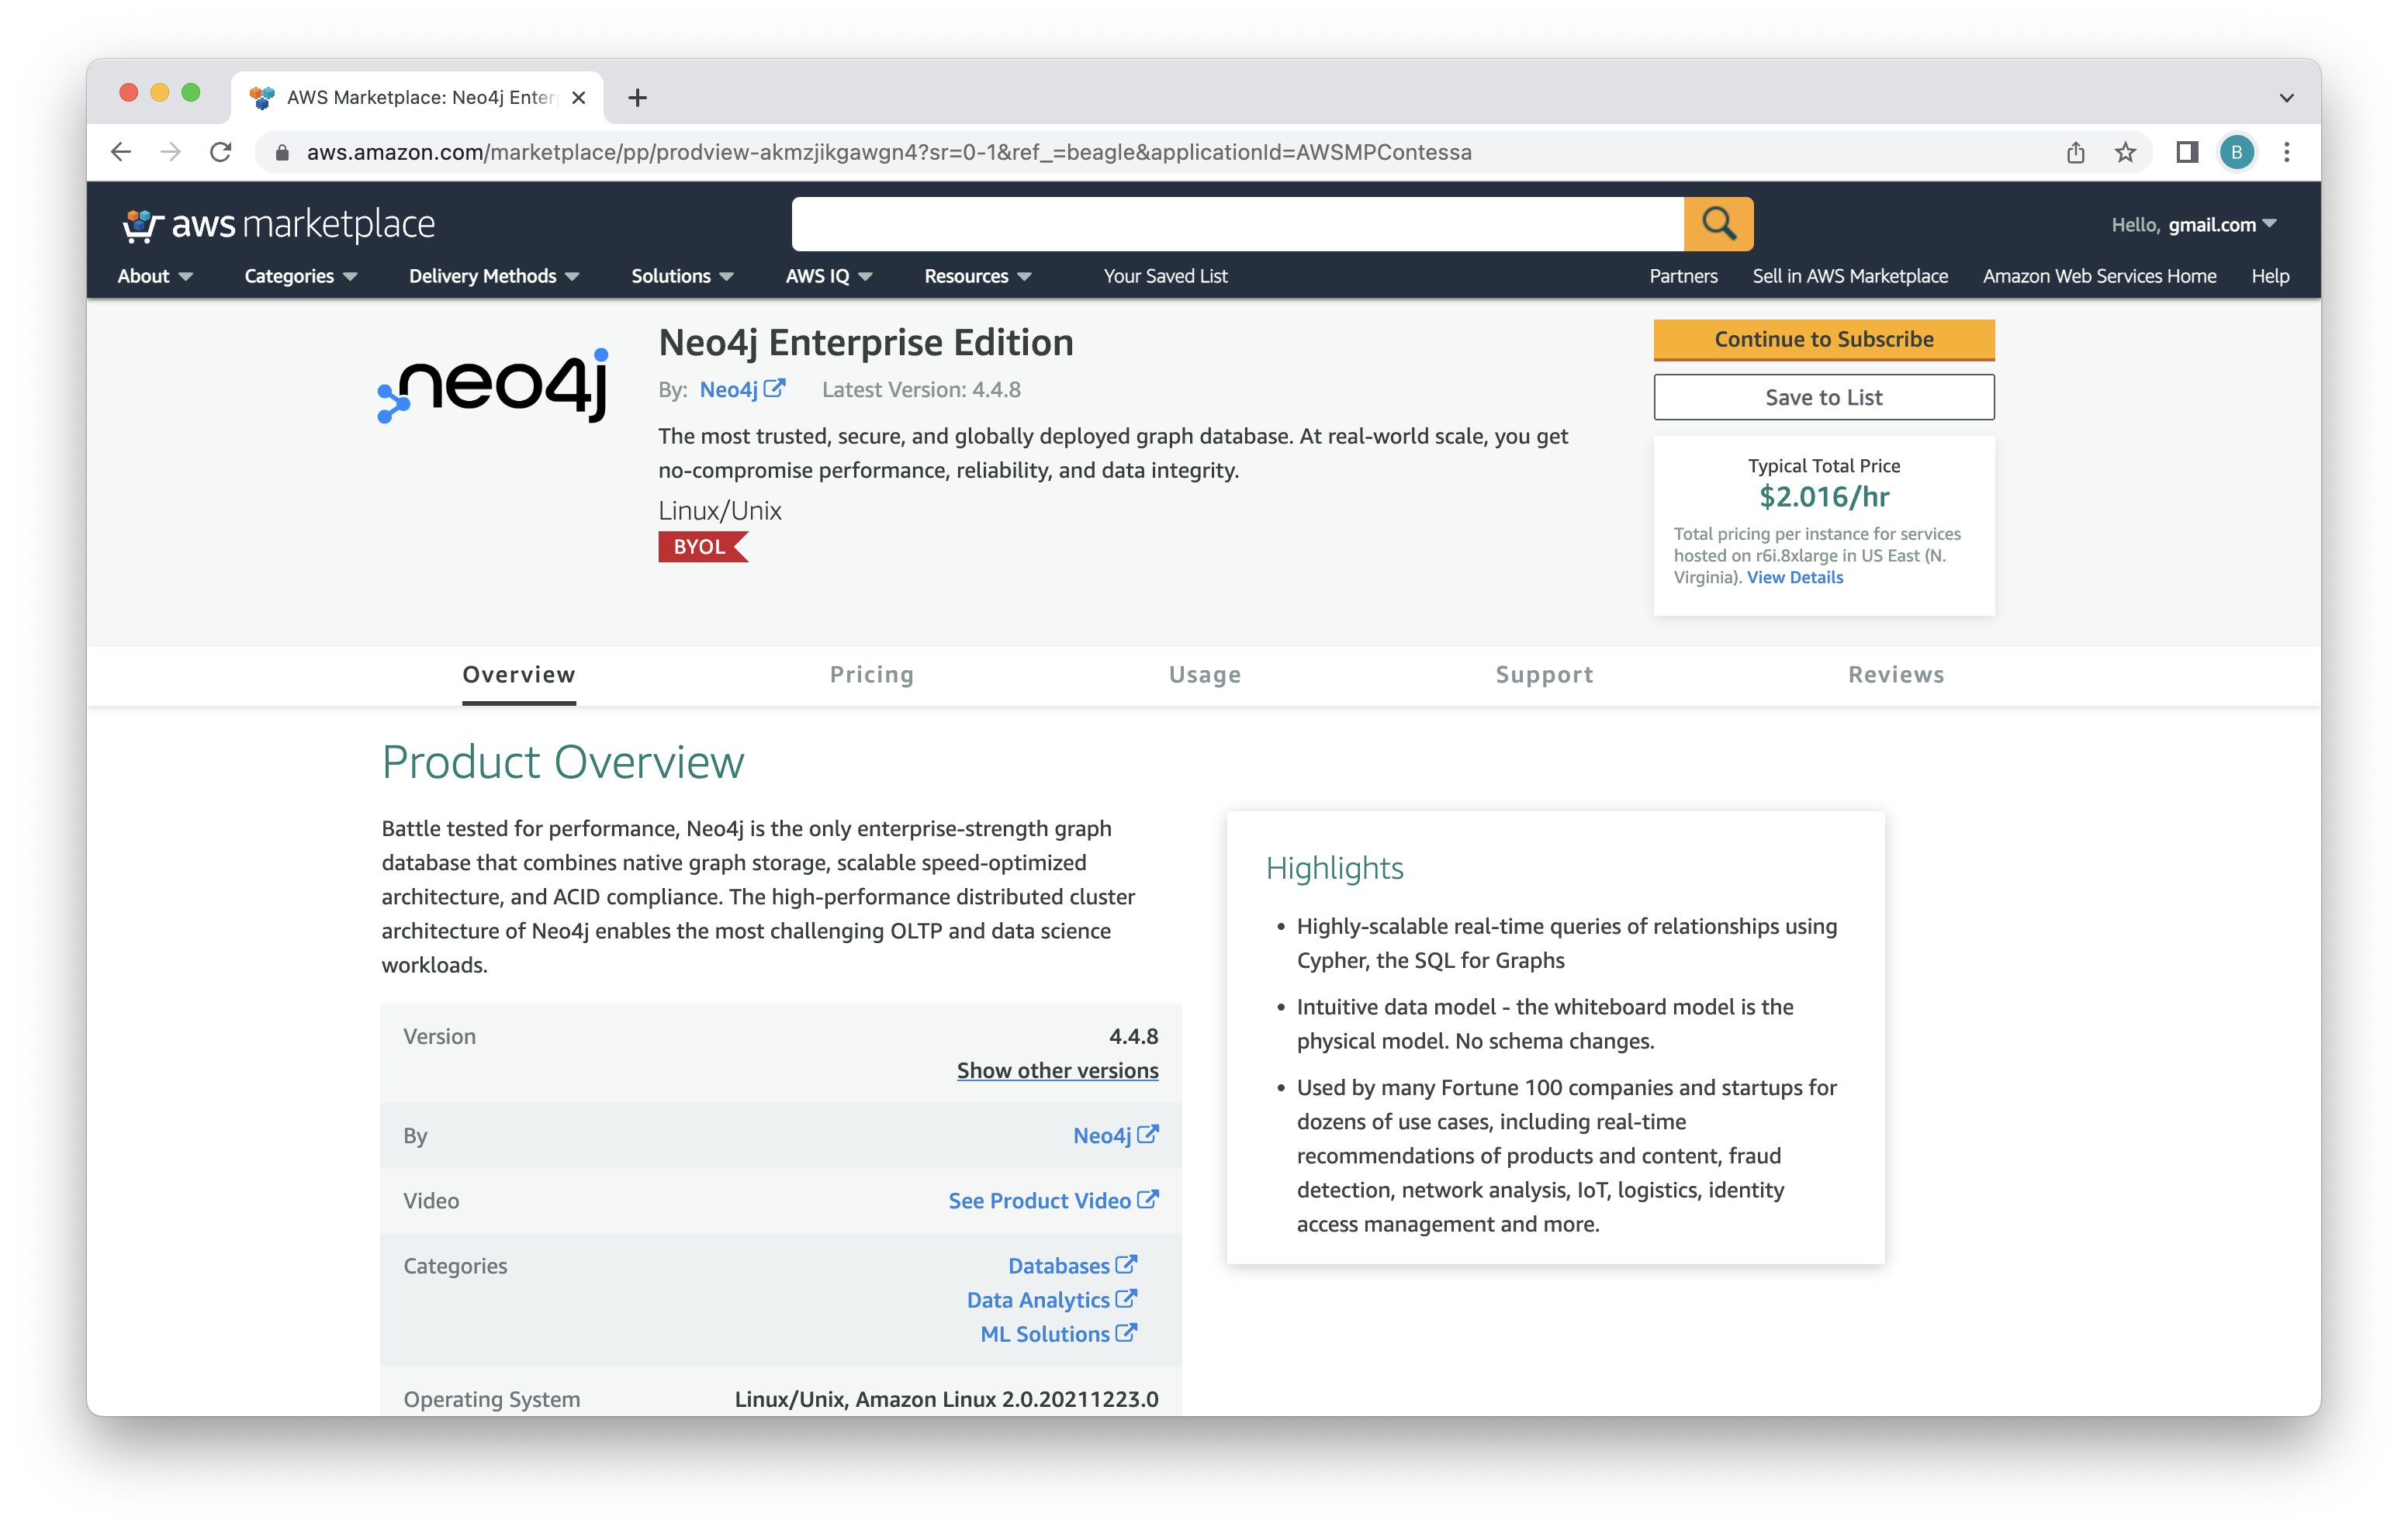 AWS Marketplace: Neo4j Enter
aws.amazon.com/marketplace/pp/prodview-akmzjikgawgn4?sr=0-1&ref_=beagle&applicationId=AWSMPContessa
B
aws marketplace
Hello, gmail.com
About Categories Delivery Methods Solutions AWS IQ Resources Your Saved List Partners Sell in AWS Marketplace Amazon Web Services Home Help
neo4j
Neo4j Enterprise Edition
By: Neo4j Latest Version: 4.4.8
The most trusted, secure, and globally deployed graph database. At real-world scale, you get
no-compromise performance, reliability, and data integrity.
Linux/Unix
BYOL
Continue to Subscribe
Save to List
Typical Total Price
$2.016/hr
Total pricing per instance for services
hosted on r6i.8xlarge in US East (N.
Virginia). View Details
Overview Pricing Usage Support Reviews
Product Overview
Battle tested for performance, Neo4j is the only enterprise-strength graph
database that combines native graph storage, scalable speed-optimized
architecture, and ACID compliance. The high-performance distributed cluster
architecture of Neo4j enables the most challenging OLTP and data science
workloads.
Version 4.4.8
Show other versions
By Neo4j
Video See Product Video
Categories Databases
Data Analytics
ML Solutions
Operating System Linux/Unix, Amazon Linux 2.0.20211223.0
Highlights
• Highly-scalable real-time queries of relationships using
Cypher, the SQL for Graphs
• Intuitive data model - the whiteboard model is the
physical model. No schema changes.
• Used by many Fortune 100 companies and startups for
dozens of use cases, including real-time
recommendations of products and content, fraud
detection, network analysis, IoT, logistics, identity
access management and more.